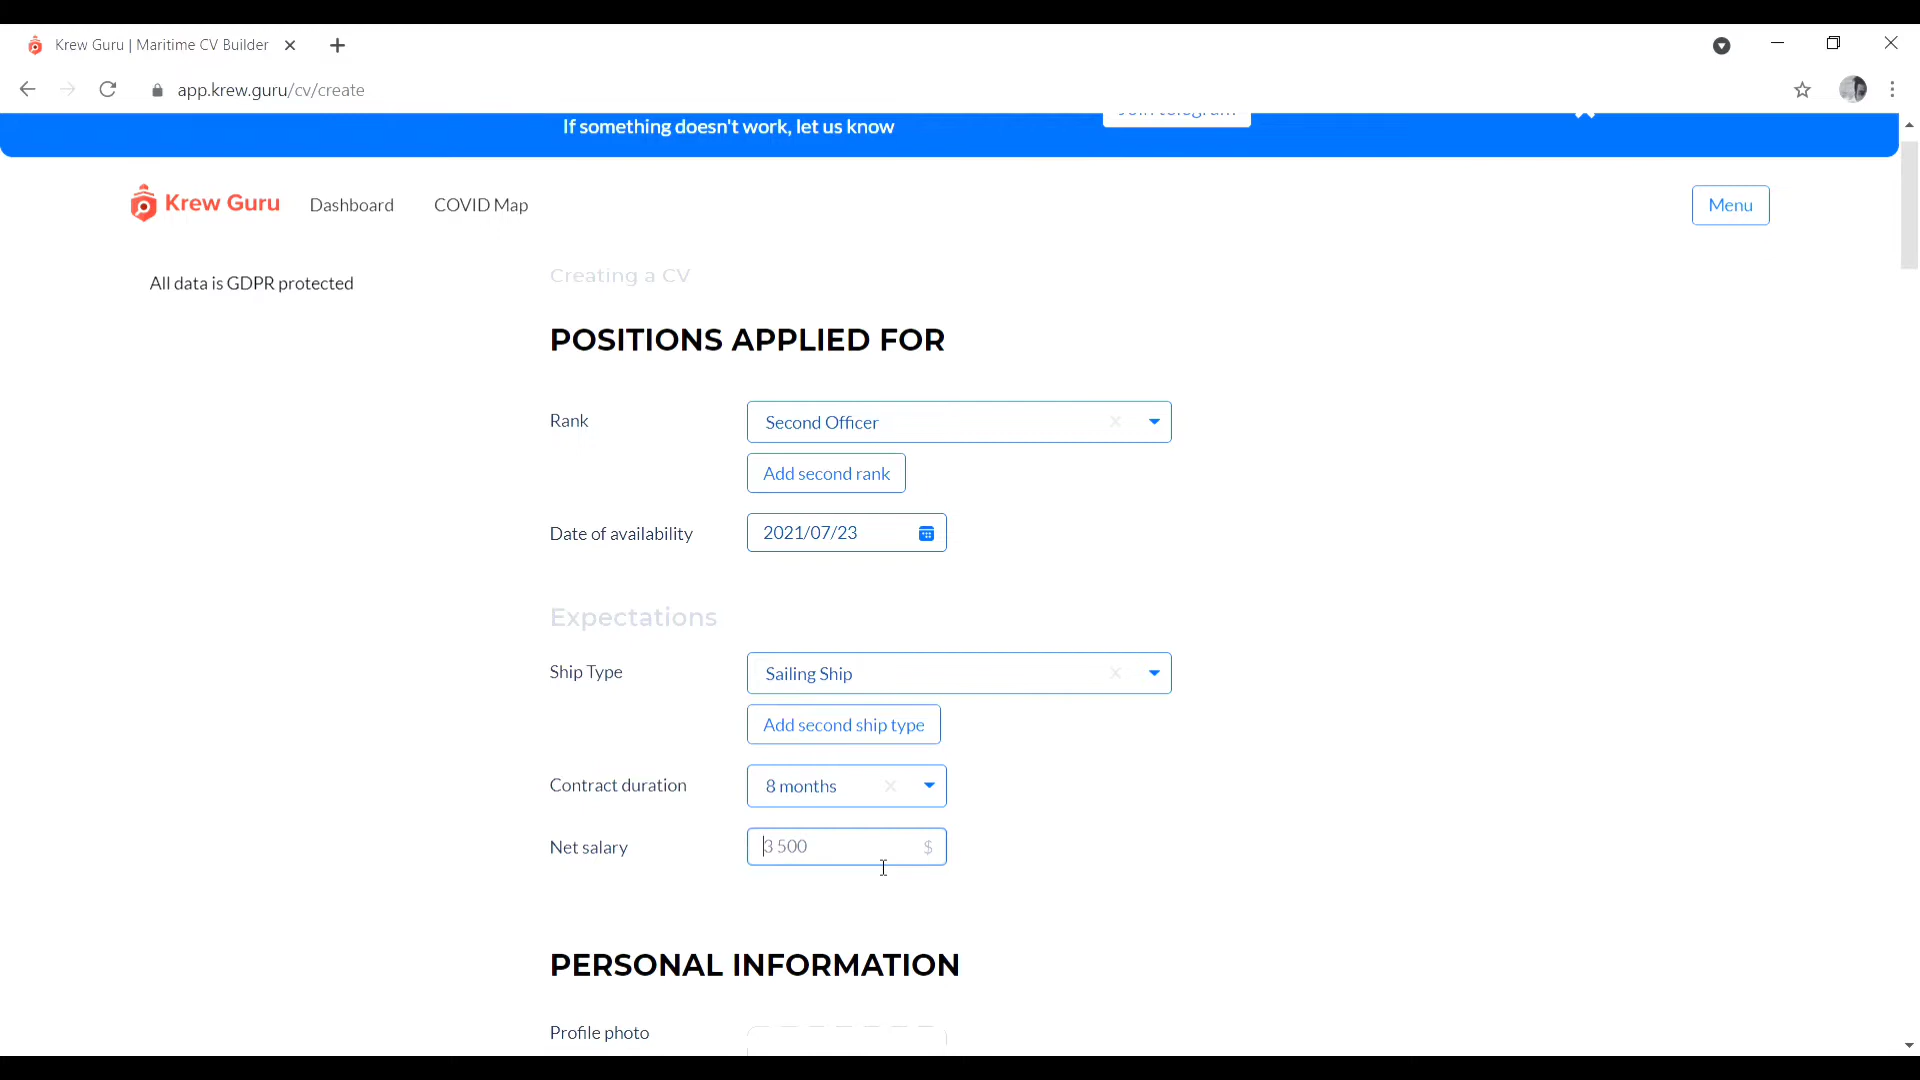 Krew Guru | Maritime CV Builder
app.krew.guru/cv/create
If something doesn't work, let us know
Join telegram
Krew Guru
Dashboard
COVID Map
Menu
All data is GDPR protected
Creating a CV
POSITIONS APPLIED FOR
Rank
Second Officer
Add second rank
Date of availability
2021/07/23
Expectations
Ship Type
Sailing Ship
Add second ship type
Contract duration
8 months
Net salary
3 500 $
PERSONAL INFORMATION
Profile photo